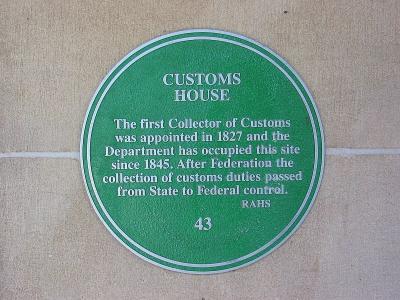 CUSTOMS
HOUSE
The first Collector of Customs
was appointed in 1827 and the
Department has occupied this site
since 1845. After Federation the
collection of customs duties passed
from State to Federal control.
RAHS
43